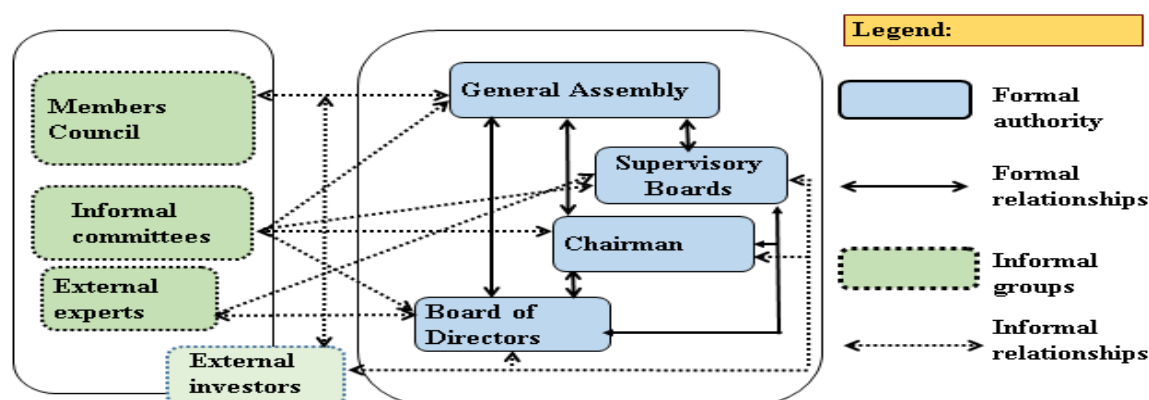 Members
Council
Informal
committees
External
experts
External
investors
General Assembly
Supervisory
Boards
Chairman
Board of
Directors
Legend:
Formal
authority
Formal
relationships
Informal
groups
Informal
relationships